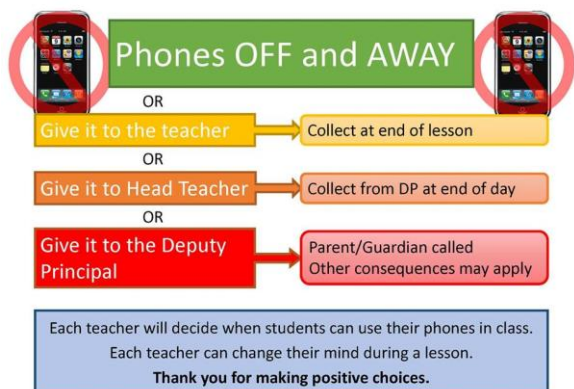 Phones OFF and AWAY
OR
Give it to the teacher
Collect at end of lesson
OR
Give it to Head Teacher
Collect from DP at end of day
OR
Give it to the Deputy
Principal
Parent/Guardian called
Other consequences may apply
Each teacher will decide when students can use their phones in class.
Each teacher can change their mind during a lesson.
Thank you for making positive choices.